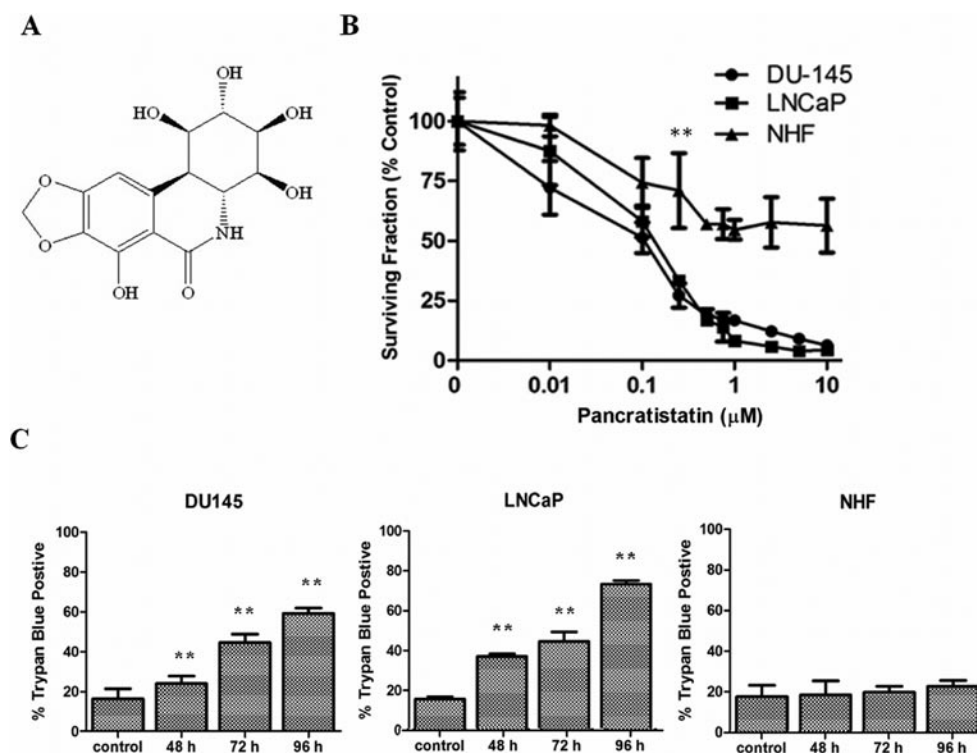 A
OH
HO
OH
HO
OH
O
O
NH
OH
O
B
DU-145
LNCaP
NHF
**
Surviving Fraction (% Control)
100
75
50
25
0
0 0.01 0.1 1 10
Pancratistatin (μM)
C
DU145
% Trypan Blue Postive
100
80
60
40
20
0
** ** **
control 48 h 72 h 96 h
LNCaP
% Trypan Blue Postive
100
80
60
40
20
0
** ** **
control 48 h 72 h 96 h
NHF
% Trypan Blue Postive
100
80
60
40
20
0
control 48 h 72 h 96 h